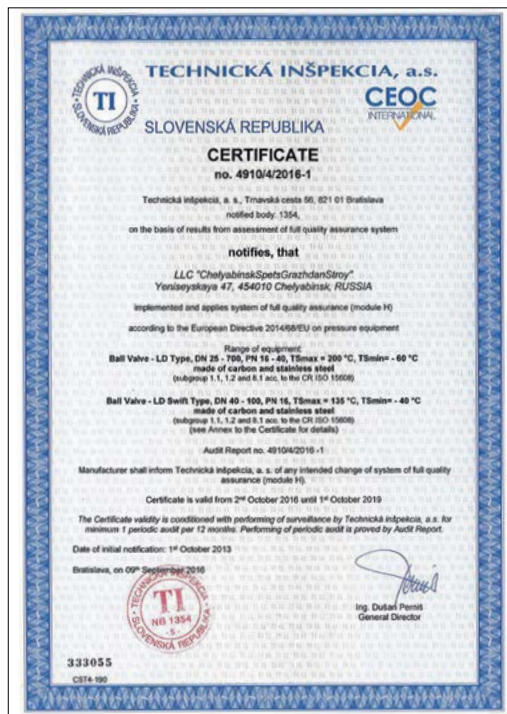 TECHNICKÁ INŠPEKCIA, a.s.
TECHNICKÁ INŠPEKCIA
TI
SLOVENSKÁ REPUBLIKA
CEOC
INTERNATIONAL
SLOVENSKÁ REPUBLIKA
CERTIFICATE
no. 4910/4/2016-1
Technická inšpekcia, a. s., Trnavská cesta 56, 821 01 Bratislava
notified body: 1354,
on the basis of results from assessment of full quality assurance system
notifies, that
LLC "ChelyabinskSpetsGrazhdanStroy"
Yeniseyskaya 47, 454010 Chelyabinsk, RUSSIA
implemented and applies system of full quality assurance (module H)
according to the European Directive 2014/68/EU on pressure equipment
Range of equipment:
Ball Valve - LD Type, DN 25 - 700, PN 16 - 40, TSmax = 200 °C, TSmin= - 60 °C
made of carbon and stainless steel
(subgroup 1.1, 1.2 and 8.1 acc. to the CR ISO 15608)
Ball Valve - LD Swift Type, DN 40 - 100, PN 16, TSmax = 135 °C, TSmin= - 40 °C
made of carbon and stainless steel
(subgroup 1.1, 1.2 and 8.1 acc. to the CR ISO 15608)
(see Annex to the Certificate for details)
Audit Report no. 4910/4/2016 -1
Manufacturer shall inform Technická inšpekcia, a. s. of any intended change of system of full quality
assurance (module H).
Certificate is valid from 2nd October 2016 until 1st October 2019
The Certificate validity is conditioned with performing of surveillance by Technická inšpekcia, a.s. for
minimum 1 periodic audit per 12 months. Performing of periodic audit is proved by Audit Report.
Date of initial notification: 1st October 2013
Bratislava, on 09th September 2016
TECHNICKÁ INŠPEKCIA
TI
NB 1354
-5-
SLOVENSKÁ REPUBLIKA
Ing. Dušan Perniš
General Director
333055
CST4-190